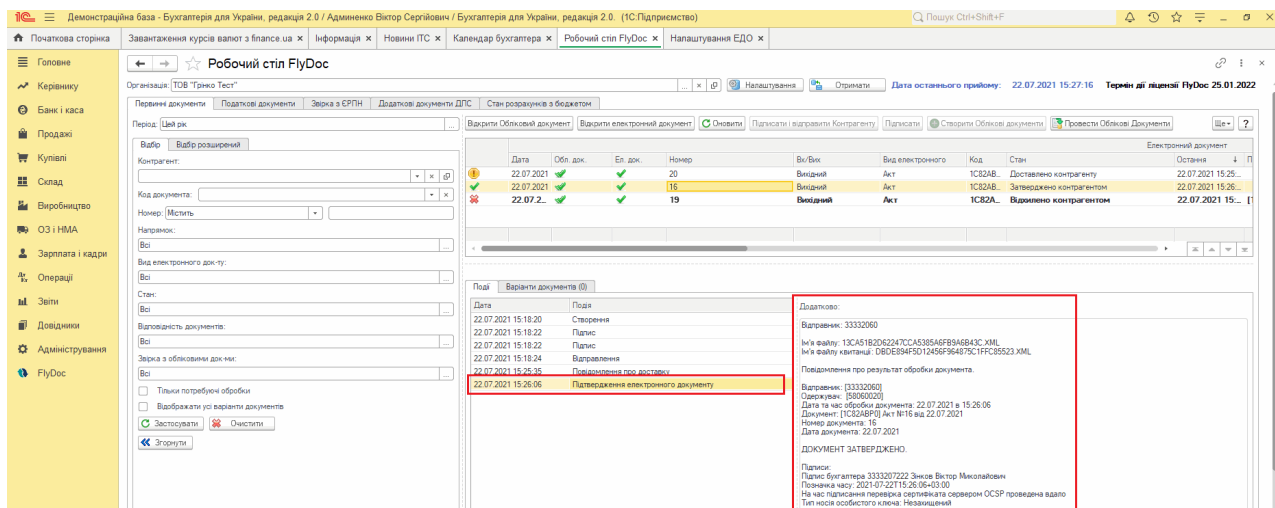 Демонстраційна база - Бухгалтерія для України, редакція 2.0 / Админенко Віктор Сергійович / Бухгалтерія для України, редакція 2.0. (1С:Підприємство)
Пошук Ctrl+Shift+F
Початкова сторінка
Завантаження курсів валют з finance.ua ×
Інформація ×
Новини ІТС ×
Календар бухгалтера ×
Робочий стіл FlyDoc ×
Налаштування ЕДО ×
Головне
Керівнику
Банк і каса
Продажі
Купівлі
Склад
Виробництво
ОЗ і НМА
Зарплата і кадри
Операції
Звіти
Довідники
Адміністрування
FlyDoc
Робочий стіл FlyDoc
Організація: ТОВ "Грінко Тест"
Налаштування
Отримати
Дата останнього прийому: 22.07.2021 15:27:16
Термін дії ліцензії FlyDoc 25.01.2022
Первинні документи
Податкові документи
Звірка з ЄРПН
Додаткові документи ДПС
Стан розрахунків з бюджетом
Період: Цей рік
Відкрити Обліковий документ
Відкрити електронний документ
Оновити
Підписати і відправити Контрагенту
Підписати
Створити Облікові документи
Провести Облікові Документи
Ще
?
Відбір
Відбір розширений
Контрагент:
Код документа:
Номер: Містить
Напрямок:
Всі
Вид електронного док-ту:
Всі
Стан:
Всі
Відповідність документів:
Всі
Звірка з обліковими док-ми:
Всі
Тільки потребуючі обробки
Відображати усі варіанти документів
Застосувати
Очистити
Згорнути
Електронний документ
Дата Обл. док. Ел. док. Номер Вх/Вих Вид електронного Код Стан Остання П
22.07.2021 20 Вихідний Акт 1C82AB... Доставлено контрагенту 22.07.2021 15:25:...
22.07.2021 16 Вихідний Акт 1C82AB... Затверджено контрагентом 22.07.2021 15:26:...
22.07.2... 19 Вихідний Акт 1C82A... Відхилено контрагентом 22.07.2021 15:... [1
Події
Варіанти документів (0)
Дата Подія
22.07.2021 15:18:20 Створення
22.07.2021 15:18:22 Підпис
22.07.2021 15:18:22 Підпис
22.07.2021 15:18:24 Відправлення
22.07.2021 15:25:35 Повідомлення про доставку
22.07.2021 15:26:06 Підтвердження електронного документу
Додатково:
Відправник: 33332060
Ім'я файлу: 13CA51B2D62247CCA5385A6FB9A6B43C.XML
Ім'я файлу квитанції: DBDE894F5D12456F964875C1FFC85523.XML
Повідомлення про результат обробки документа.
Відправник: [33332060]
Одержувач: [58060020]
Дата та час обробки документа: 22.07.2021 в 15:26:06
Документ: [1C82ABP0] Акт №16 від 22.07.2021
Номер документа: 16
Дата документа: 22.07.2021
ДОКУМЕНТ ЗАТВЕРДЖЕНО.
Підписи:
Підпис бухгалтера 3333207222 Знков Віктор Миколайович
Позначка часу: 2021-07-22T15:26:06+03:00
На час підписання перевірка сертифіката сервером OCSP проведена вдало
Тип носія особистого ключа: Незахищений